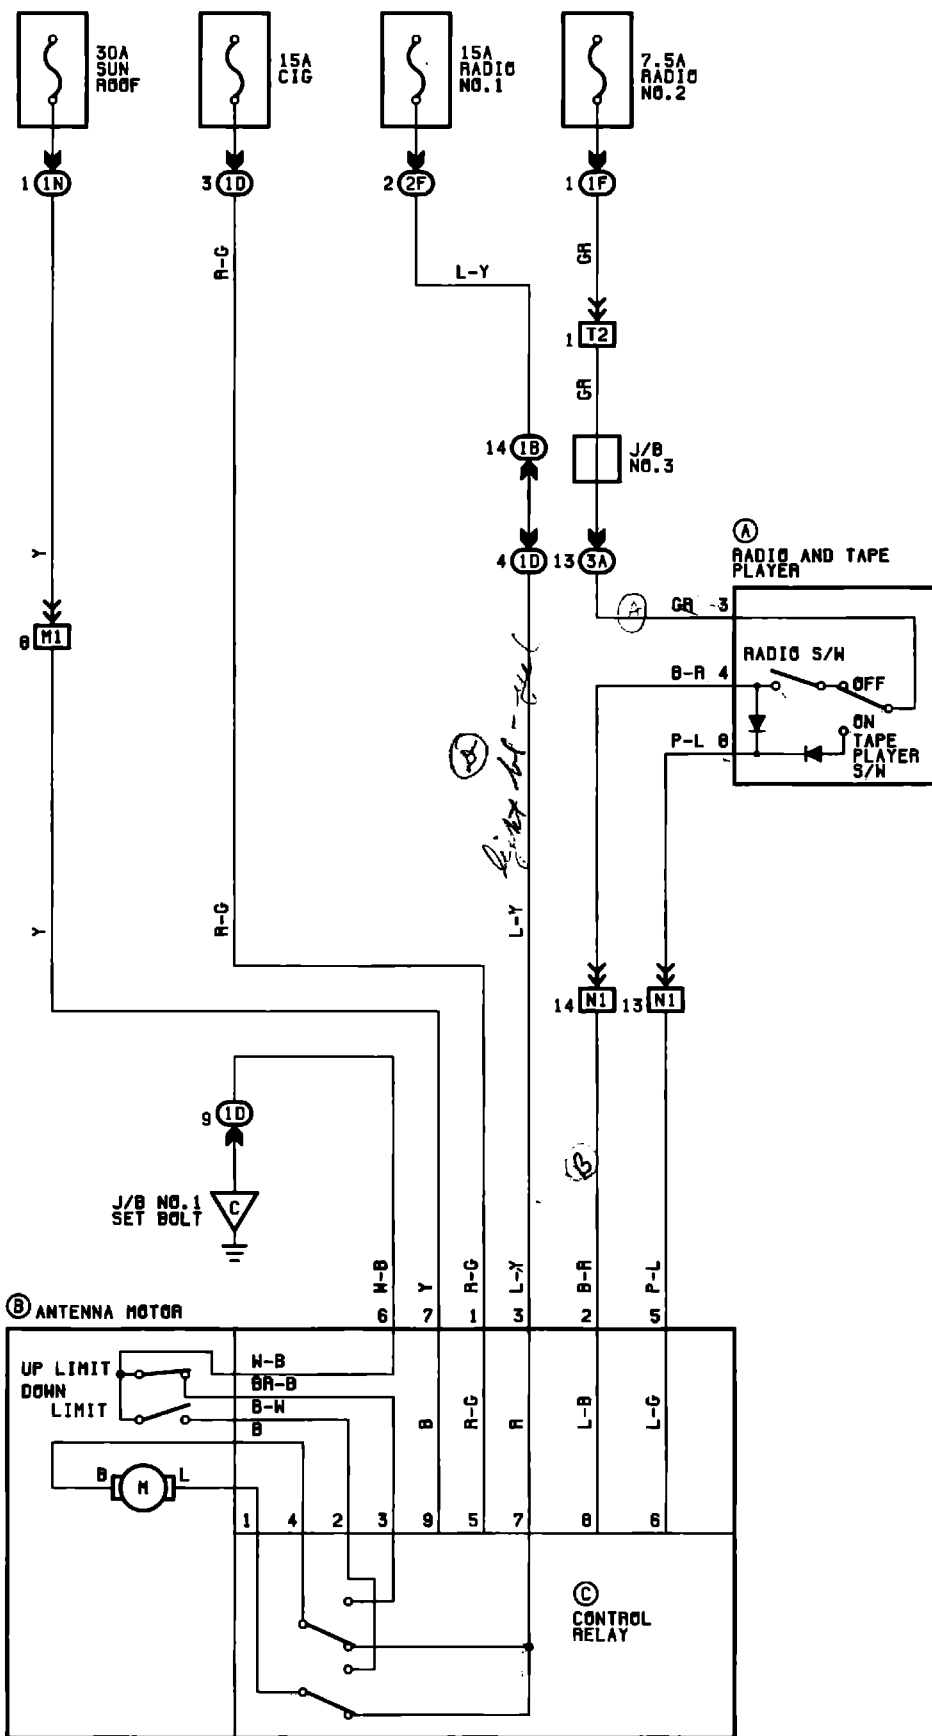 30A
SUN
ROOF
15A
CIG
15A
RADIO
NO.1
7.5A
RADIO
NO.2
1 1N
3 1D
2 2F
1 1F
R-G
L-Y
GR
1 T2
GR
14 1B
J/B
NO.3
Y
4 1D
13 3A
A
RADIO AND TAPE
PLAYER
A
GR 3
8 M1
RADIO S/W
B-R 4
OFF
P-L 8
ON
TAPE
PLAYER
S/W
Y
R-G
L-Y
14 N1
13 N1
9 1D
B
J/B NO.1
SET BOLT
C
W-B
Y
R-G
L-Y
B-R
P-L
B ANTENNA MOTOR
6 7 1 3 2 5
UP LIMIT
DOWN
LIMIT
W-B
BR-B
B-W
B
B
R-G
R
L-B
L-G
B M L
1 4 2 3 9 5 7 8 6
C
CONTROL
RELAY